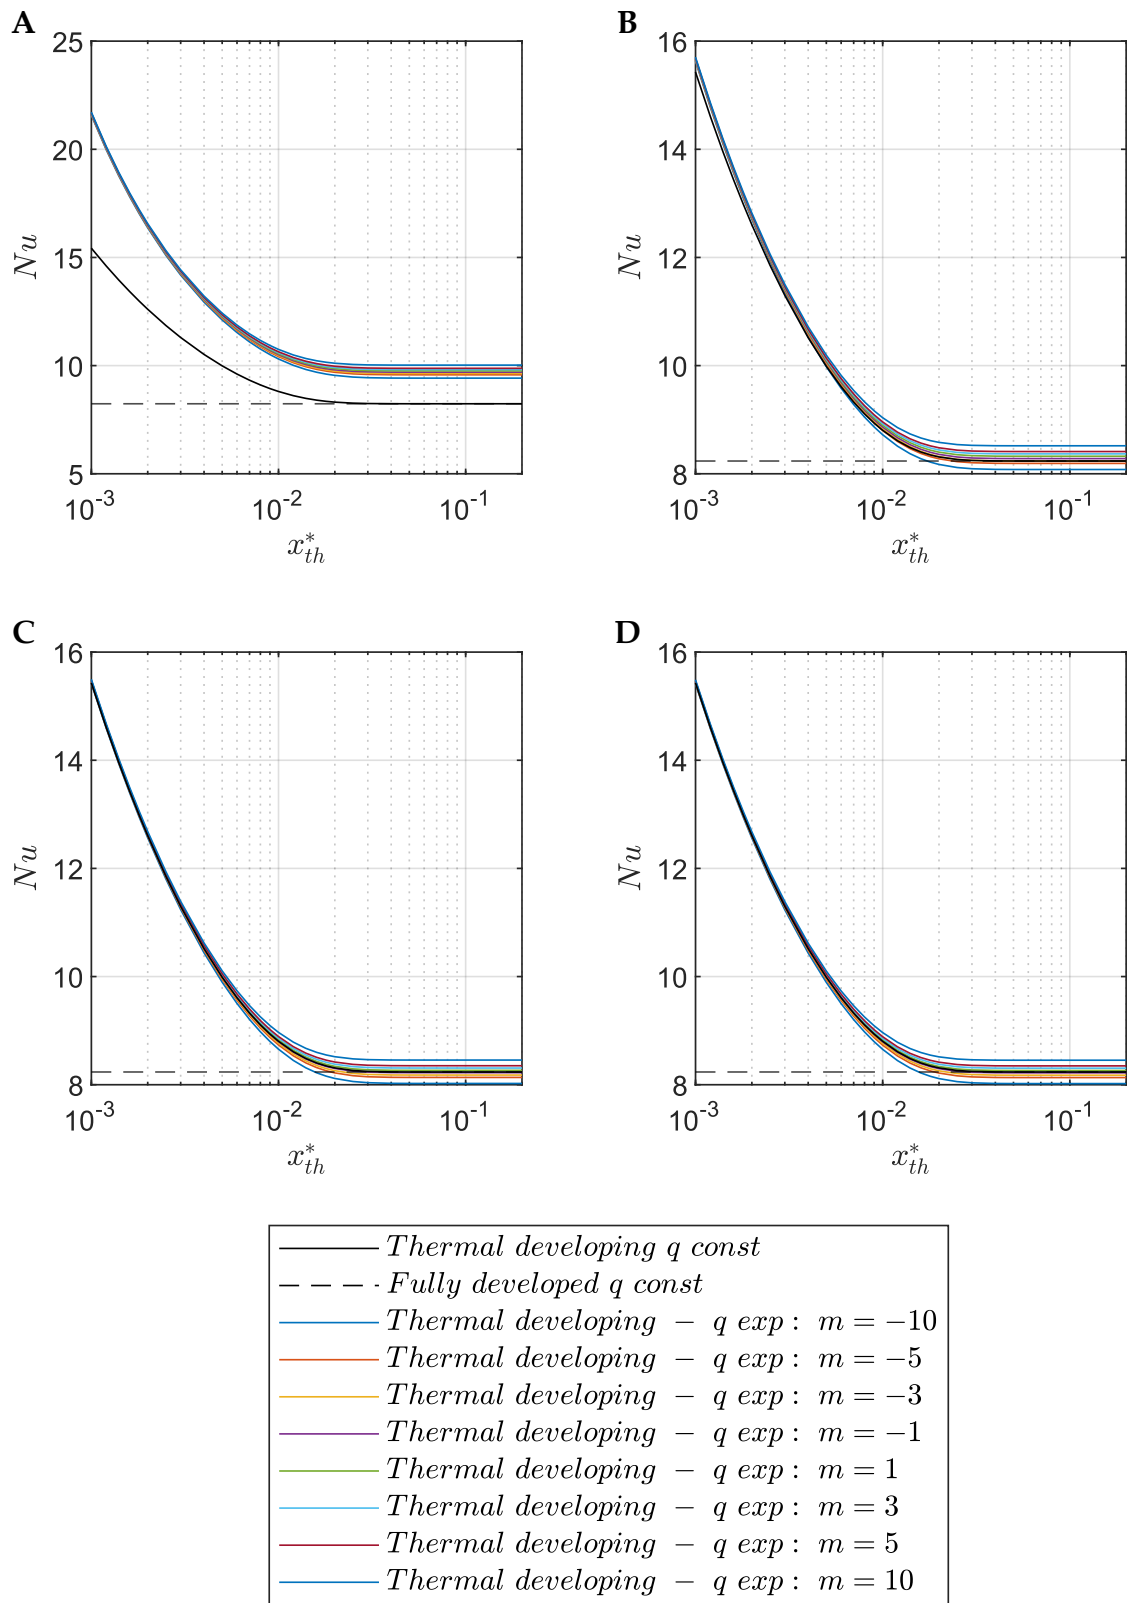 A
25
20
15
10
5
Nu
10^-3
10^-2
10^-1
x*_th
B
16
14
12
10
8
Nu
10^-3
10^-2
10^-1
x*_th
C
16
14
12
10
8
Nu
10^-3
10^-2
10^-1
x*_th
D
16
14
12
10
8
Nu
10^-3
10^-2
10^-1
x*_th
Thermal developing q const
Fully developed q const
Thermal developing − q exp : m = −10
Thermal developing − q exp : m = −5
Thermal developing − q exp : m = −3
Thermal developing − q exp : m = −1
Thermal developing − q exp : m = 1
Thermal developing − q exp : m = 3
Thermal developing − q exp : m = 5
Thermal developing − q exp : m = 10